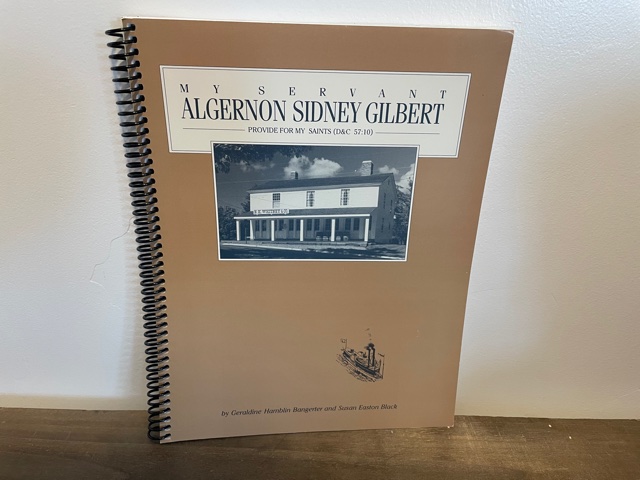 MY SERVANT
ALGERNON SIDNEY GILBERT
PROVIDE FOR MY SAINTS (D&C 57:10)
by Geraldine Hamblin Bangerter and Susan Easton Black